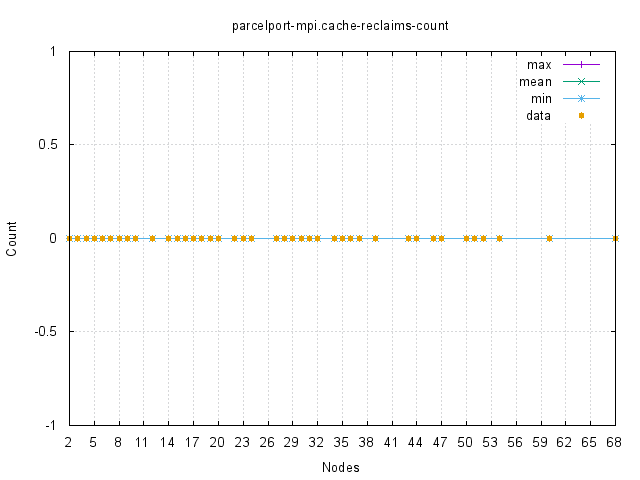 parcelport-mpi.cache-reclaims-count
1
max
mean
min
data
0.5
0
-0.5
-1
Count
2 5 8 11 14 17 20 23 26 29 32 35 38 41 44 47 50 53 56 59 62 65 68
Nodes